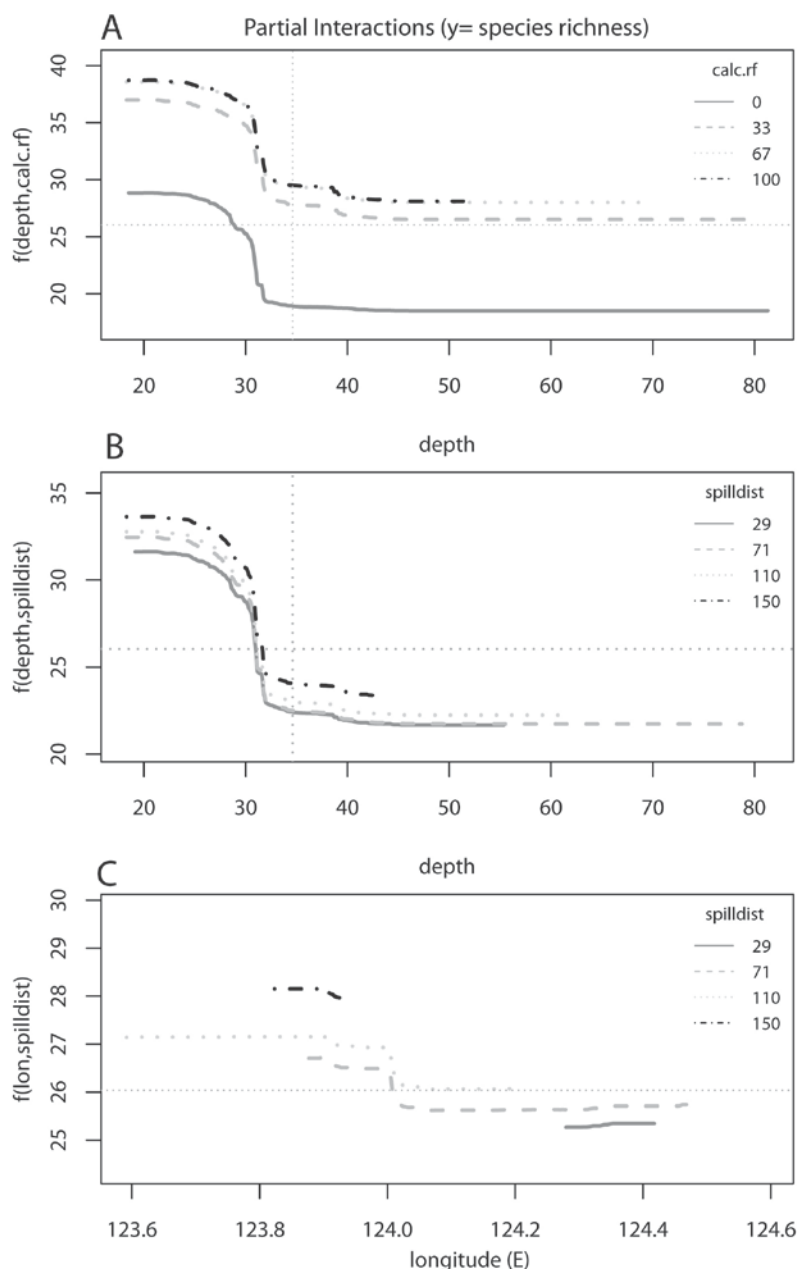 A
Partial Interactions (y= species richness)
f(depth,calc.rf)
40
35
30
25
20
calc.rf
0
33
67
100
20 30 40 50 60 70 80
depth
B
f(depth,spilldist)
35
30
25
20
spilldist
29
71
110
150
20 30 40 50 60 70 80
depth
C
f(lon,spilldist)
30
29
28
27
26
25
spilldist
29
71
110
150
123.6 123.8 124.0 124.2 124.4 124.6
longitude (E)